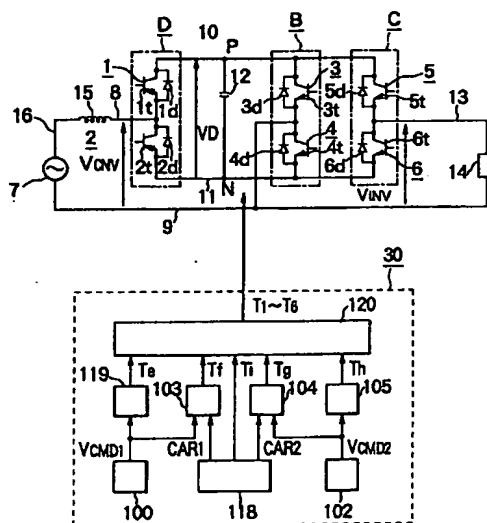 D
10
P
B
C
1
15
8
1t
1d
12
3
3d
3t
5
5d
5t
13
16
2
VCNV
VD
7
2t
2d
4
4d
4t
6t
6d
6
14
11
N
VINV
9
30
T1~T6
120
Te
Tf
Ti
Tg
Th
119
103
104
105
VCMD1
CAR1
CAR2
VCMD2
100
118
102